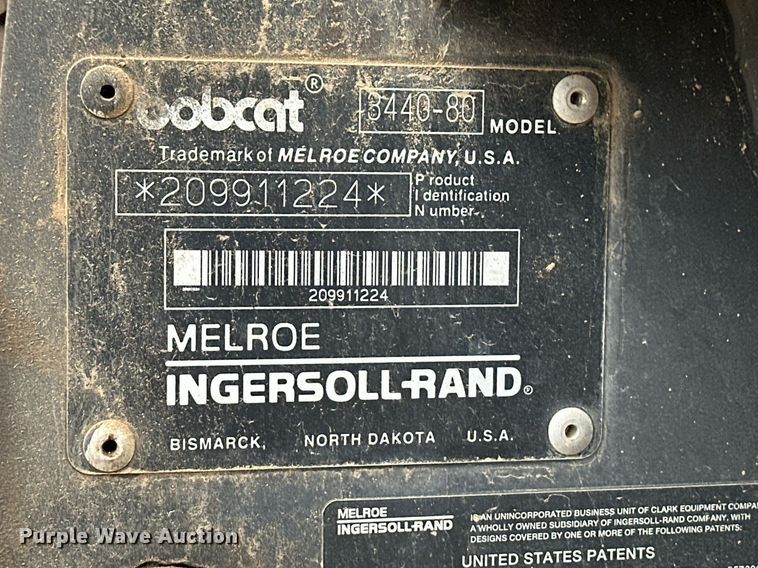 bobcat® 3440-80 MODEL
Trademark of MELROE COMPANY, U.S.A.
*209911224* Product
Identification
Number
209911224
MELROE
INGERSOLL-RAND®
BISMARCK, NORTH DAKOTA U.S.A.
MELROE
INGERSOLL-RAND
IS AN UNINCORPORATED BUSINESS UNIT OF CLARK EQUIPMENT COMPA
A WHOLLY OWNED SUBSIDIARY OF INGERSOLL-RAND COMPANY, WITH
DESIGNS COVERED BY ONE OR MORE OF THE FOLLOWING PATENTS:
UNITED STATES PATENTS
Purple Wave Auction